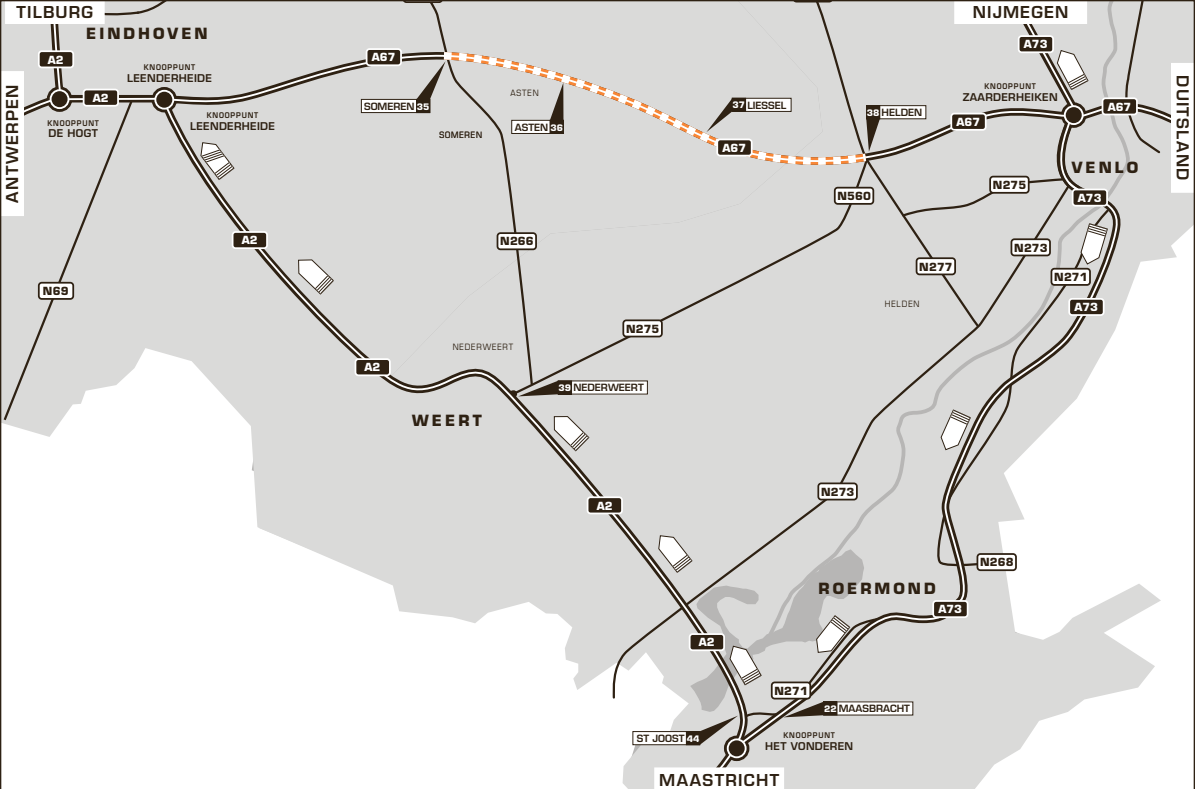 TILBURG
NIJMEGEN
EINDHOVEN
A2
A67
A73
KNOOPPUNT
LEENDERHEIDE
KNOOPPUNT
ZAARDERHEIKEN
DUITSLAND
ANTWERPEN
A2
ASTEN
SOMEREN 35
37 LIESSEL
A67
KNOOPPUNT
DE HOGT
KNOOPPUNT
LEENDERHEIDE
ASTEN 36
38 HELDEN
A67
SOMEREN
A67
VENLO
N275
A73
N560
A2
N266
N273
N277
N271
N69
HELDEN
A73
N275
NEDERWEERT
A2
39 NEDERWEERT
WEERT
N273
A2
N268
ROERMOND
A73
A2
N271
22 MAASBRACHT
ST JOOST 44
KNOOPPUNT
HET VONDEREN
MAASTRICHT